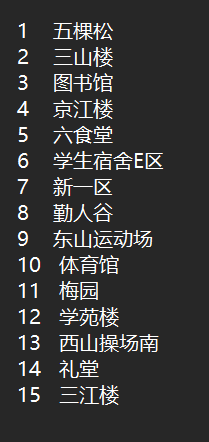 1 五棵松
2 三山楼
3 图书馆
4 京江楼
5 六食堂
6 学生宿舍E区
7 新一区
8 勤人谷
9 东山运动场
10 体育馆
11 梅园
12 学苑楼
13 西山操场南
14 礼堂
15 三江楼